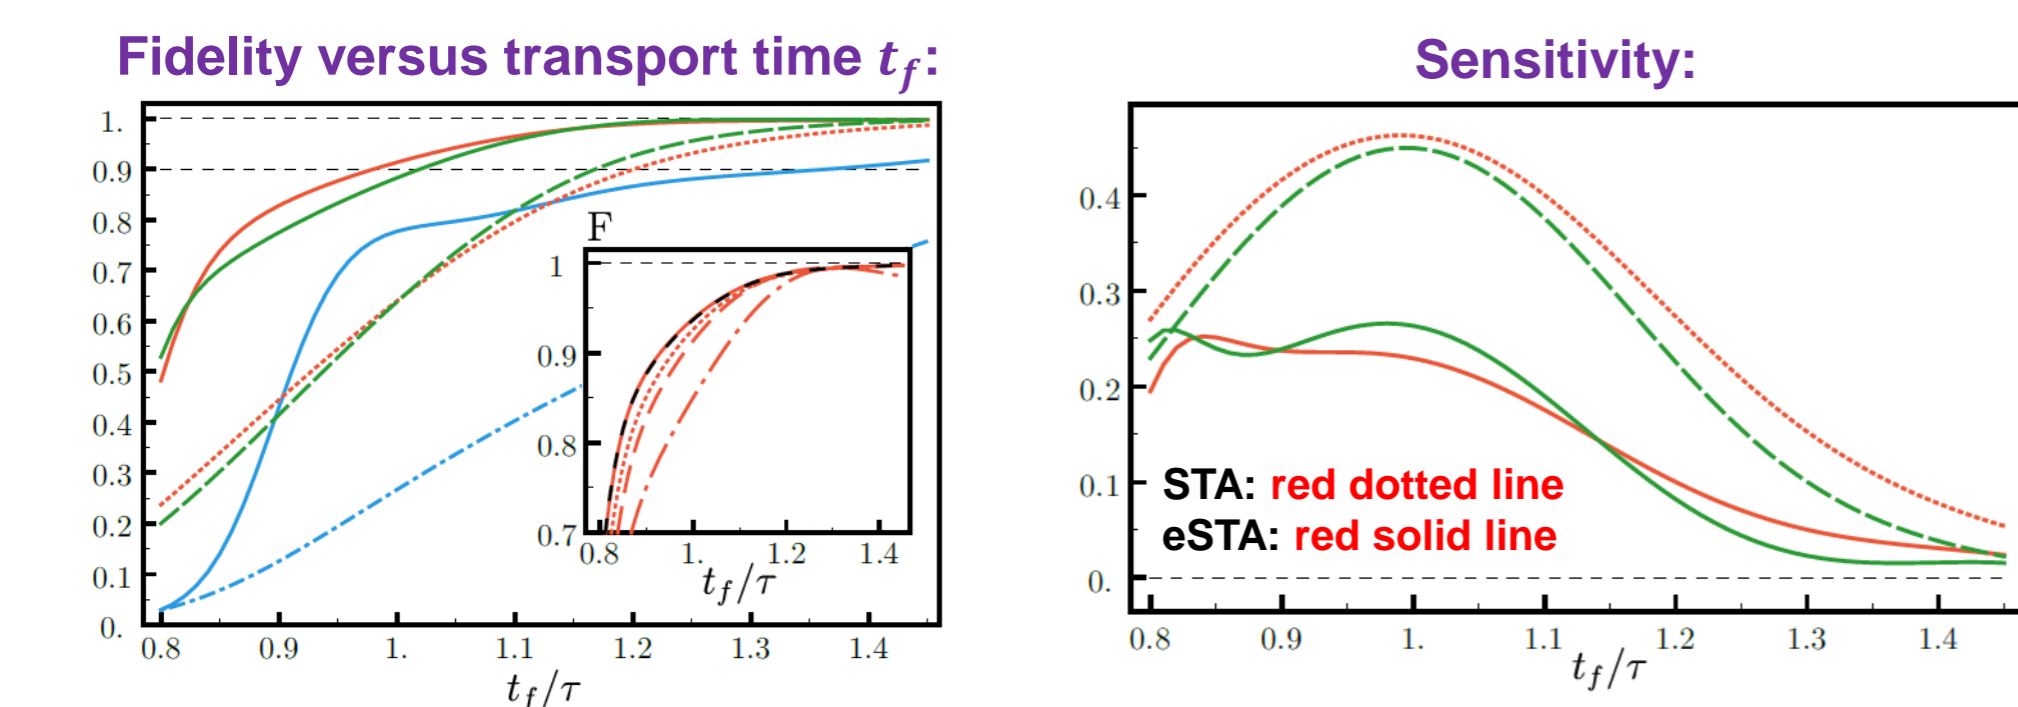 Fidelity versus transport time t_f:
1.
0.9
0.8
0.7
0.6
0.5
0.4
0.3
0.2
0.1
0.
0.8 0.9 1. 1.1 1.2 1.3 1.4
t_f/τ
F
1
0.9
0.8
0.7
0.8 1. 1.2 1.4
t_f/τ
Sensitivity:
0.4
0.3
0.2
0.1
0.
STA: red dotted line
eSTA: red solid line
0.8 0.9 1. 1.1 1.2 1.3 1.4
t_f/τ